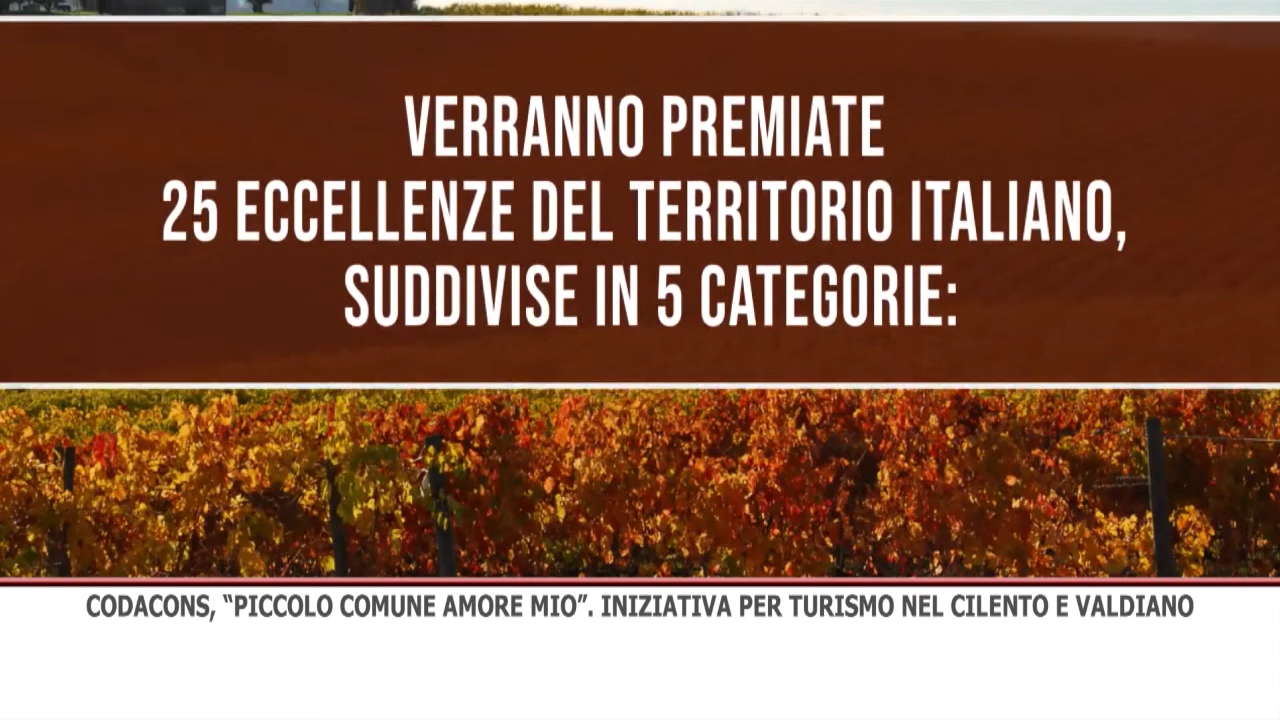 VERRANNO PREMIATE
25 ECCELLENZE DEL TERRITORIO ITALIANO,
SUDDIVISE IN 5 CATEGORIE:
CODACONS, “PICCOLO COMUNE AMORE MIO”. INIZIATIVA PER TURISMO NEL CILENTO E VALDIANO